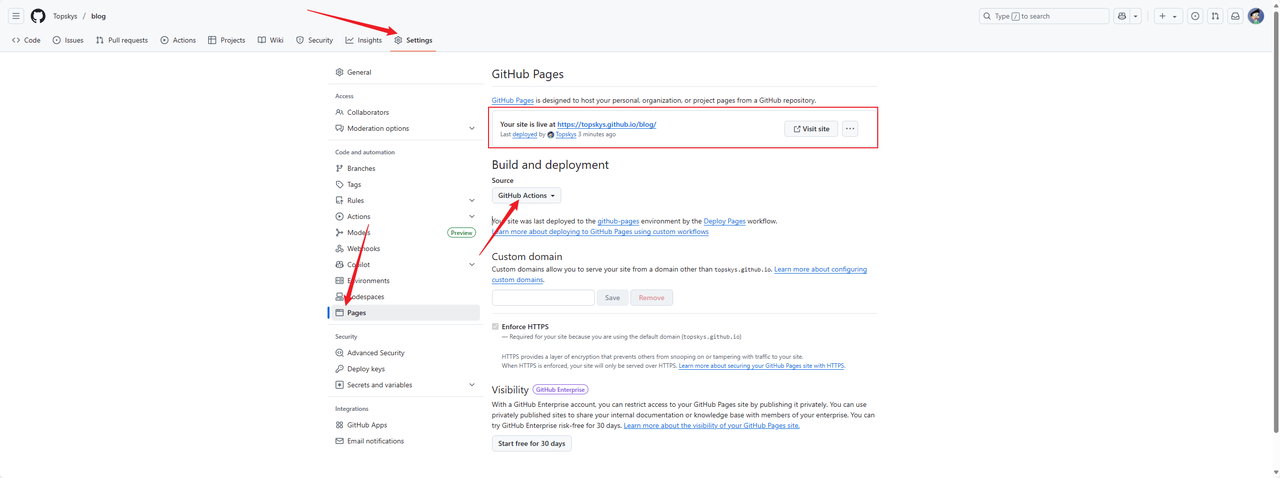 Topskys / blog
Type / to search
Code
Issues
Pull requests
Actions
Projects
Wiki
Security
Insights
Settings
General
Access
Collaborators
Moderation options
Code and automation
Branches
Tags
Rules
Actions
Models
Preview
Webhooks
Copilot
Environments
Codespaces
Pages
Security
Advanced Security
Deploy keys
Secrets and variables
Integrations
GitHub Apps
Email notifications
GitHub Pages
GitHub Pages is designed to host your personal, organization, or project pages from a GitHub repository.
Your site is live at https://topskys.github.io/blog/
Last deployed by Topskys 3 minutes ago
Visit site
Build and deployment
Source
GitHub Actions
Your site was last deployed to the github-pages environment by the Deploy Pages workflow.
Learn more about deploying to GitHub Pages using custom workflows
Custom domain
Custom domains allow you to serve your site from a domain other than topskys.github.io. Learn more about configuring
custom domains.
Save
Remove
Enforce HTTPS
— Required for your site because you are using the default domain (topskys.github.io)
HTTPS provides a layer of encryption that prevents others from snooping on or tampering with traffic to your site.
When HTTPS is enforced, your site will only be served over HTTPS. Learn more about securing your GitHub Pages site with HTTPS.
Visibility
GitHub Enterprise
With a GitHub Enterprise account, you can restrict access to your GitHub Pages site by publishing it privately. You can use
privately published sites to share your internal documentation or knowledge base with members of your enterprise. You can
try GitHub Enterprise risk-free for 30 days. Learn more about the visibility of your GitHub Pages site.
Start free for 30 days